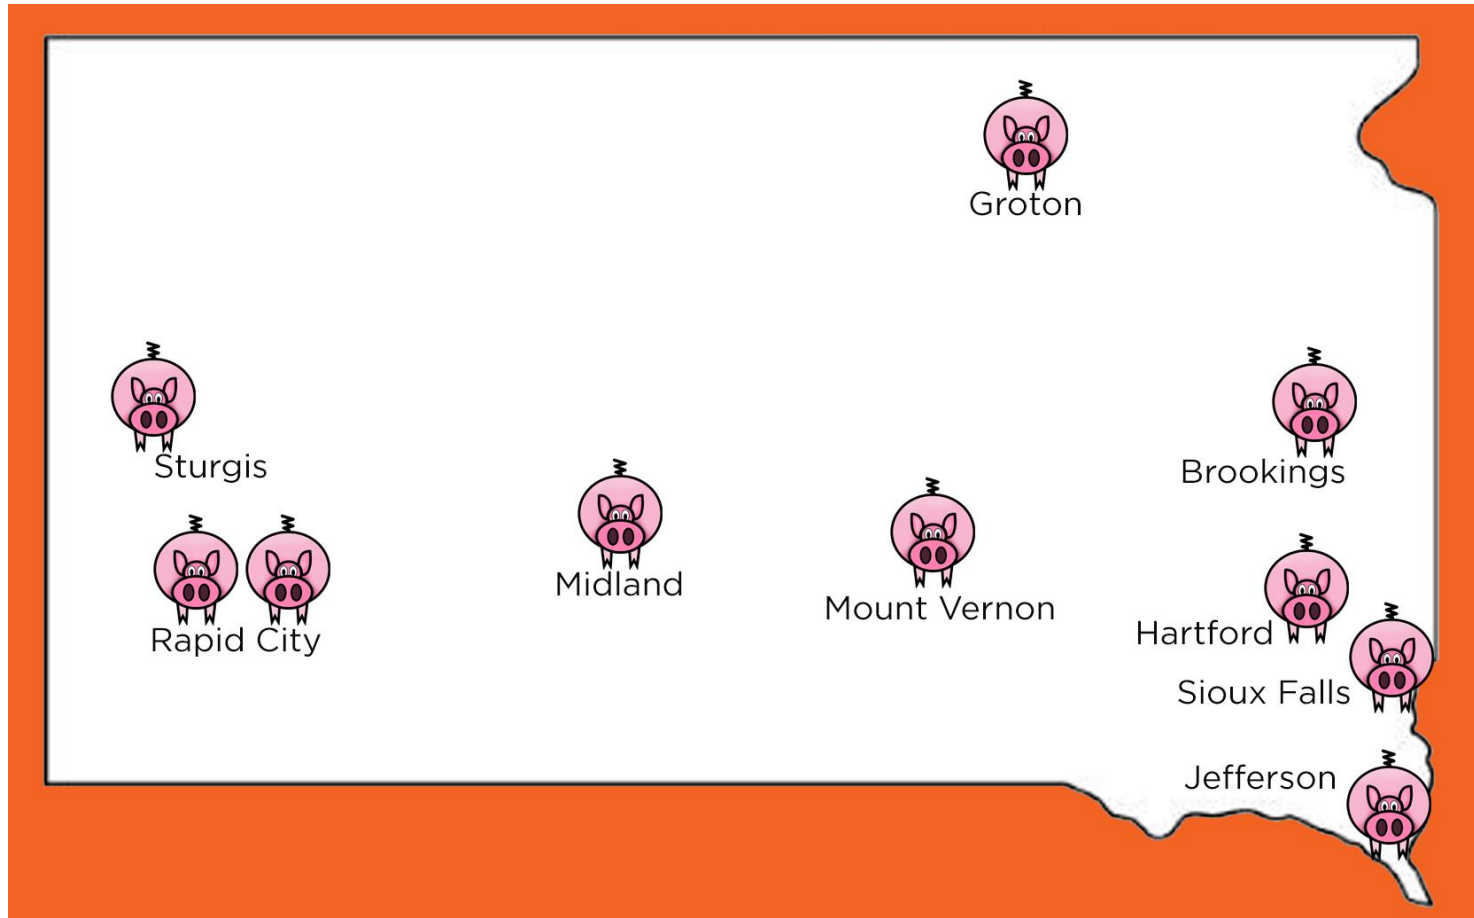 Groton
Sturgis
Brookings
Midland
Mount Vernon
Rapid City
Hartford
Sioux Falls
Jefferson